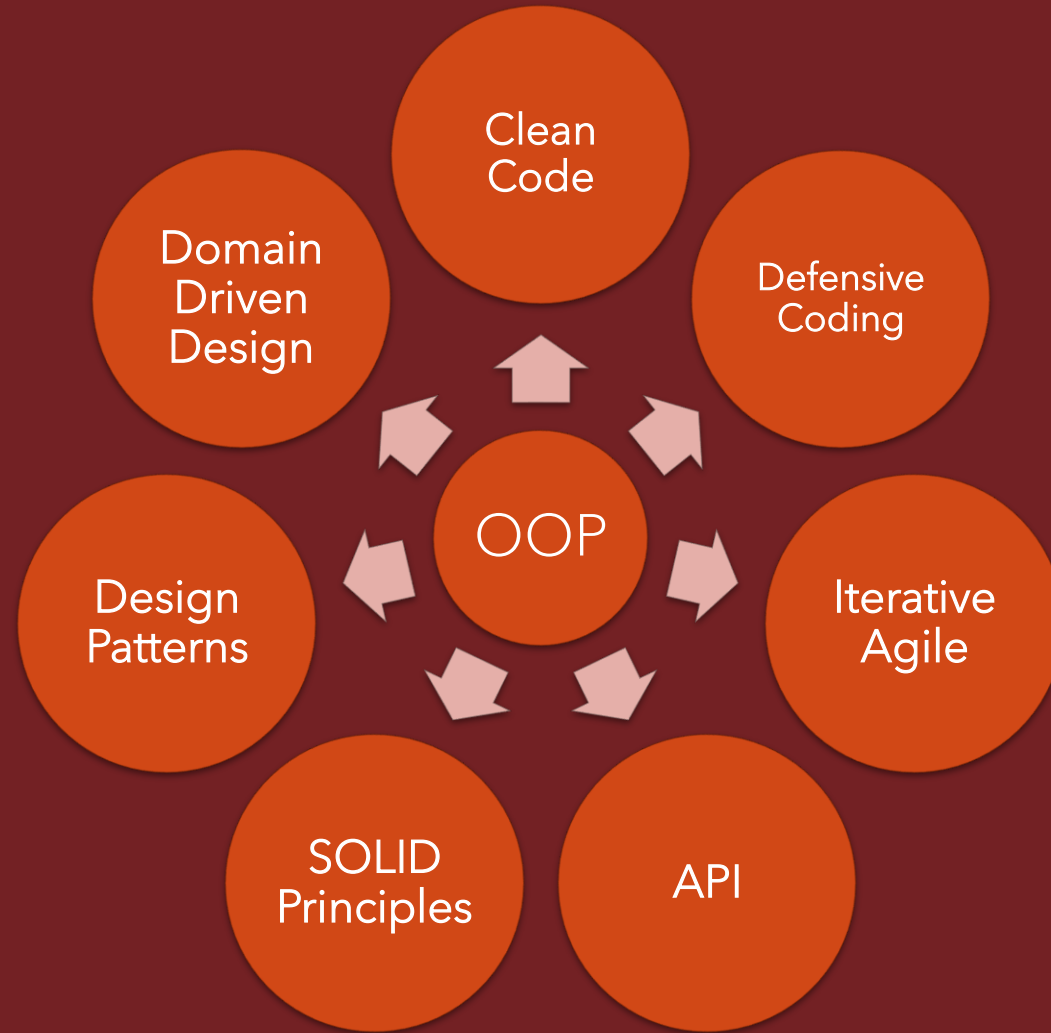 Clean
Code
Domain
Driven
Design
Defensive
Coding
OOP
Design
Patterns
Iterative
Agile
SOLID
Principles
API